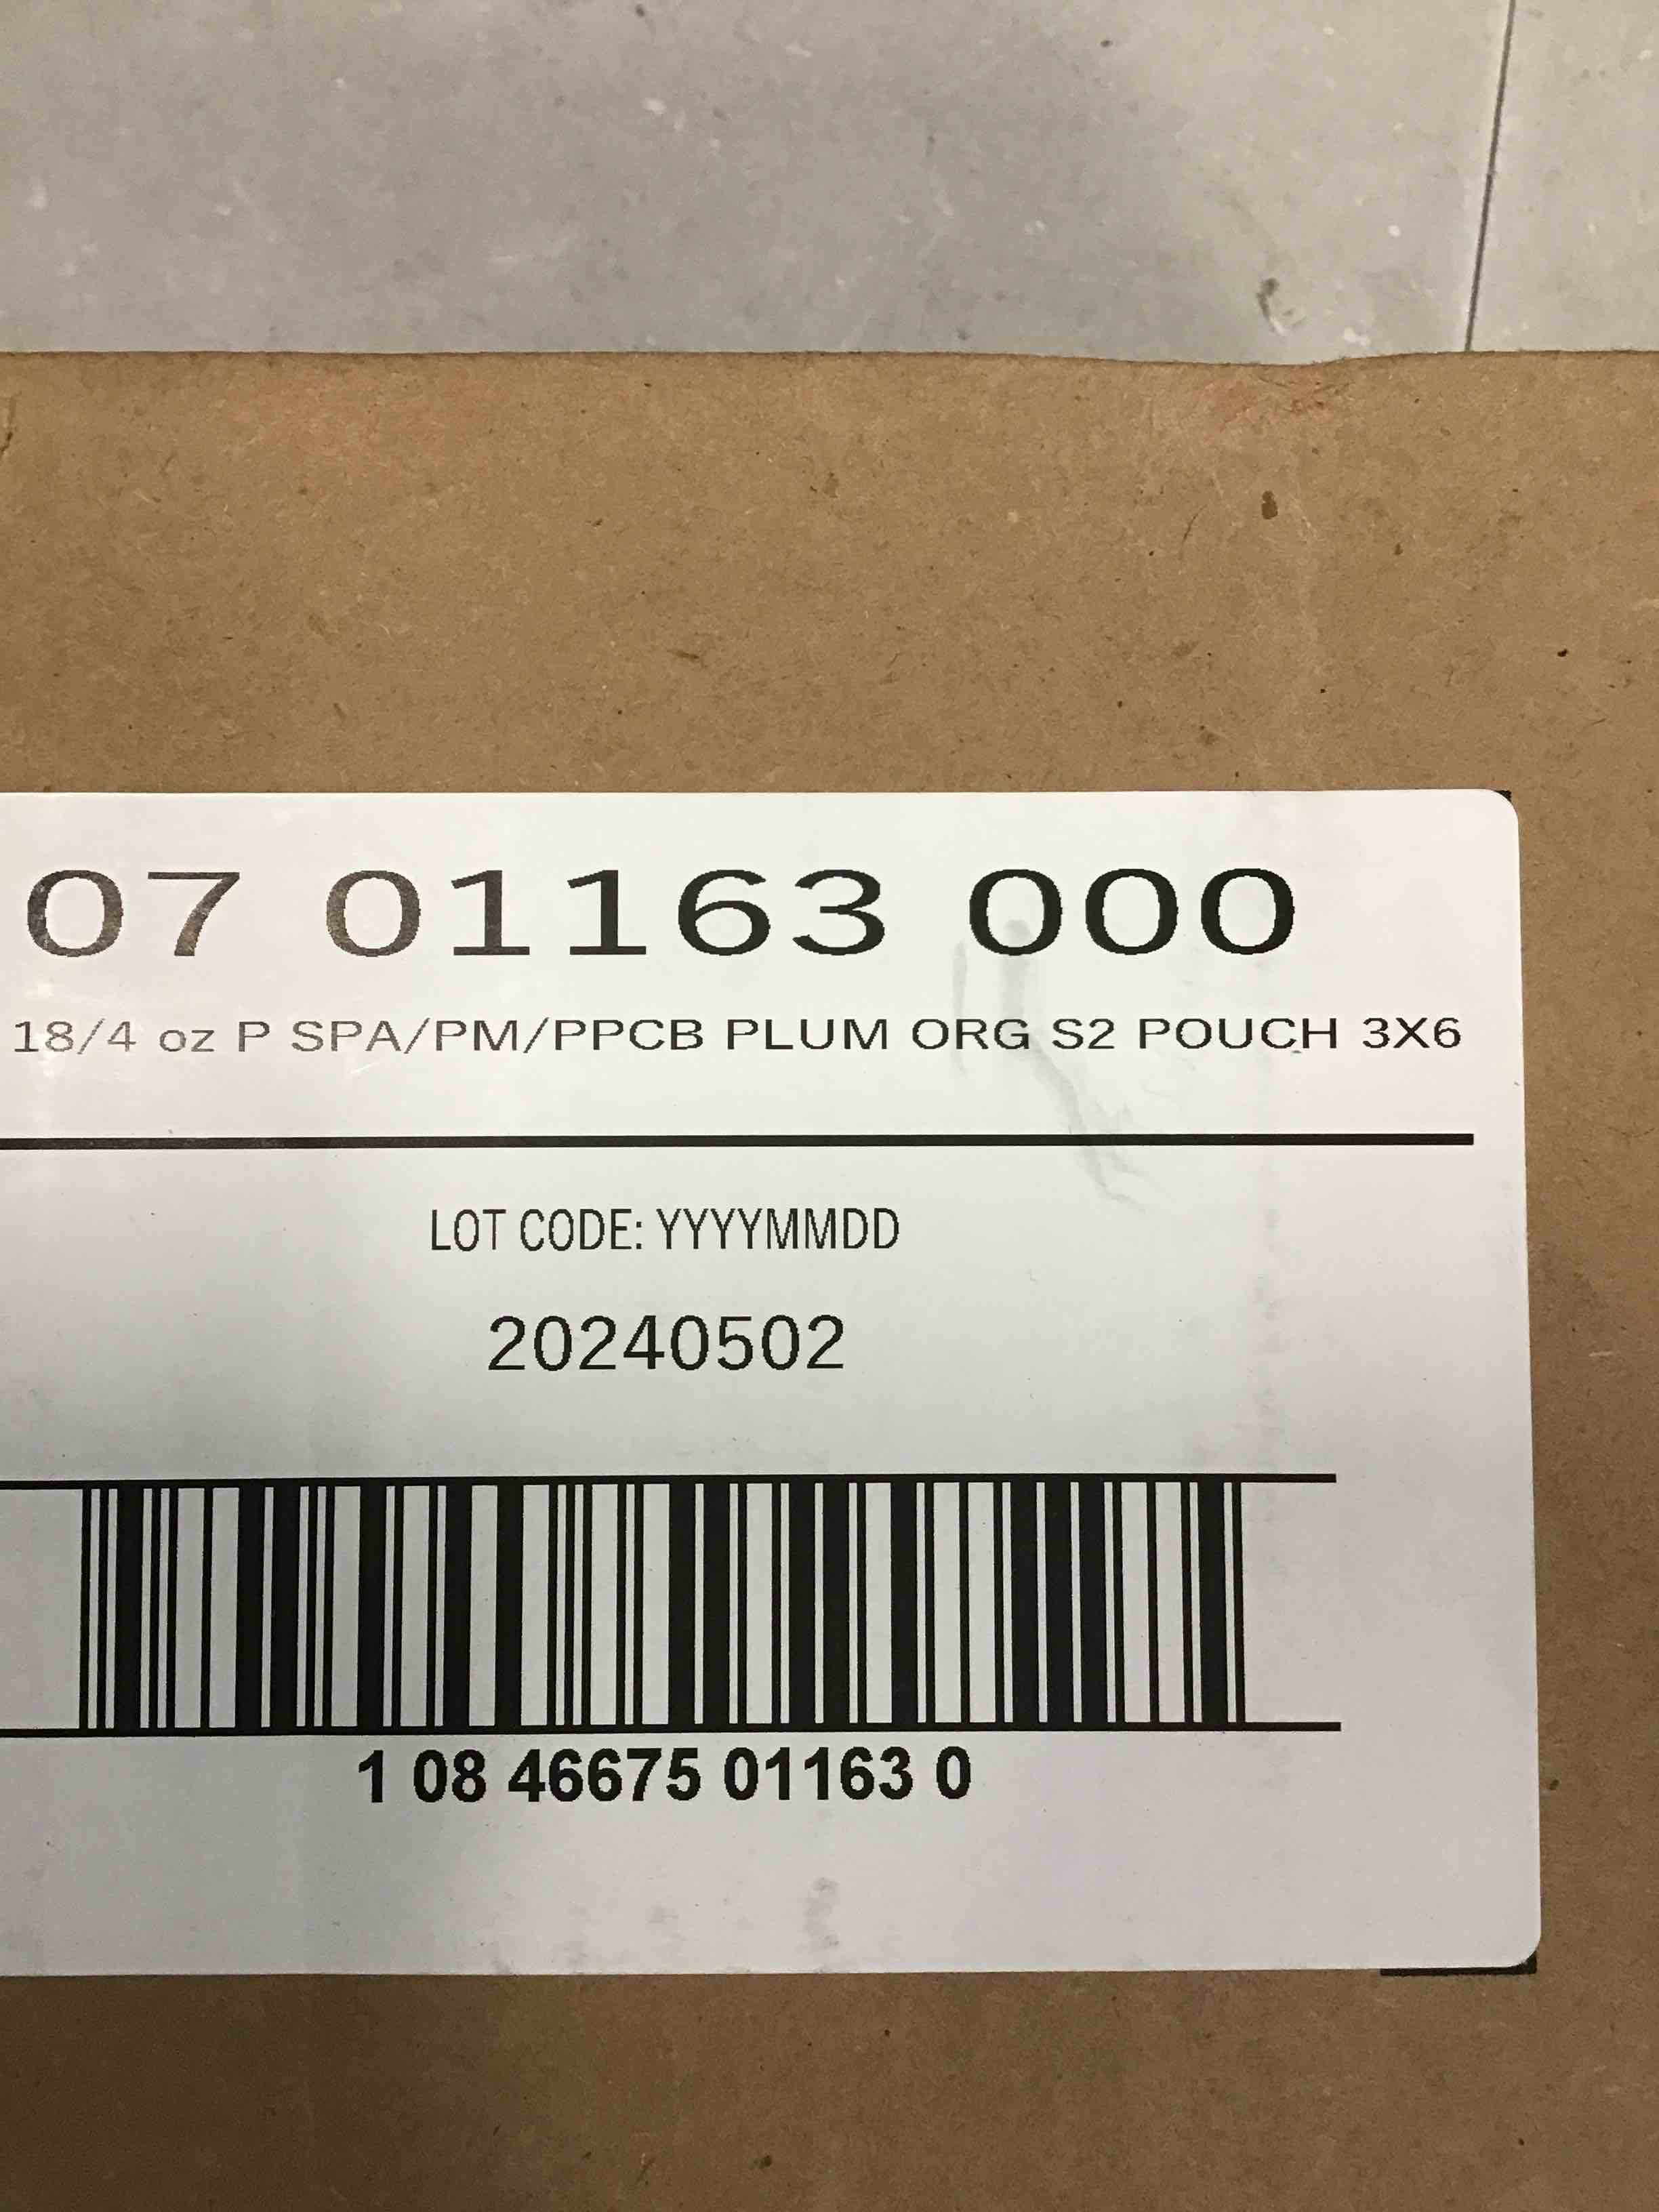 07 01163 000
18/4 oz P SPA/PM/PPCB PLUM ORG S2 POUCH 3X6
LOT CODE: YYYYMMDD
20240502
1 08 46675 01163 0